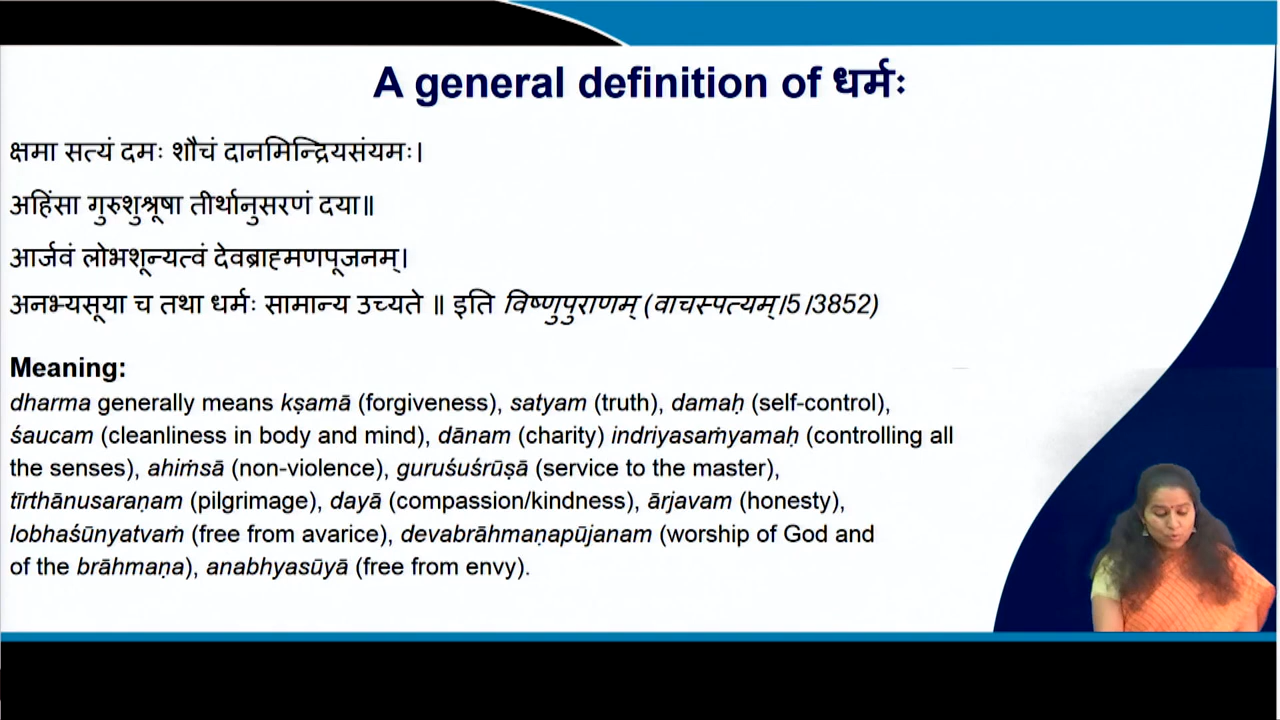 A general definition of धर्मः
क्षमा सत्यं दमः शौचं दानमिन्द्रियसंयमः।
अहिंसा गुरुशुश्रूषा तीर्थानुसरणं दया॥
आर्जवं लोभशून्यत्वं देवब्राह्मणपूजनम्।
अनभ्यसूया च तथा धर्मः सामान्य उच्यते ॥ इति विष्णुपुराणम् (वाचस्पत्यम्।5।3852)
Meaning:
dharma generally means kṣamā (forgiveness), satyam (truth), damaḥ (self-control),
śaucam (cleanliness in body and mind), dānam (charity) indriyasaṁyamaḥ (controlling all
the senses), ahiṁsā (non-violence), guruśuśrūṣā (service to the master),
tīrthānusaraṇam (pilgrimage), dayā (compassion/kindness), ārjavam (honesty),
lobhaśūnyatvaṁ (free from avarice), devabrāhmaṇapūjanam (worship of God and
of the brāhmaṇa), anabhyasūyā (free from envy).